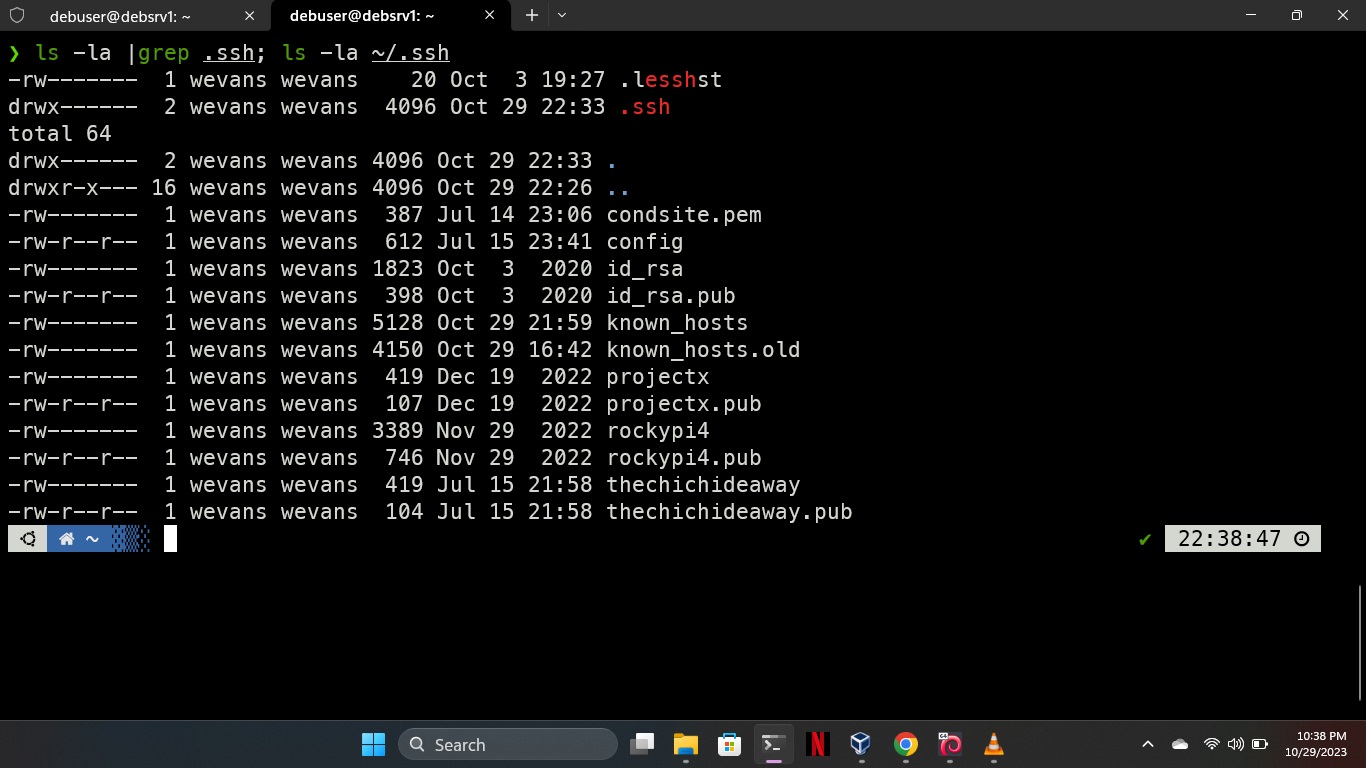 debuser@debsrv1: ~
debuser@debsrv1: ~
❯ ls -la |grep .ssh; ls -la ~/.ssh
-rw------- 1 wevans wevans 20 Oct 3 19:27 .lesshst
drwx------ 2 wevans wevans 4096 Oct 29 22:33 .ssh
total 64
drwx------ 2 wevans wevans 4096 Oct 29 22:33 .
drwxr-x--- 16 wevans wevans 4096 Oct 29 22:26 ..
-rw------- 1 wevans wevans 387 Jul 14 23:06 condsite.pem
-rw-r--r-- 1 wevans wevans 612 Jul 15 23:41 config
-rw------- 1 wevans wevans 1823 Oct 3 2020 id_rsa
-rw-r--r-- 1 wevans wevans 398 Oct 3 2020 id_rsa.pub
-rw------- 1 wevans wevans 5128 Oct 29 21:59 known_hosts
-rw------- 1 wevans wevans 4150 Oct 29 16:42 known_hosts.old
-rw------- 1 wevans wevans 419 Dec 19 2022 projectx
-rw-r--r-- 1 wevans wevans 107 Dec 19 2022 projectx.pub
-rw------- 1 wevans wevans 3389 Nov 29 2022 rockypi4
-rw-r--r-- 1 wevans wevans 746 Nov 29 2022 rockypi4.pub
-rw------- 1 wevans wevans 419 Jul 15 21:58 thechichideaway
-rw-r--r-- 1 wevans wevans 104 Jul 15 21:58 thechichideaway.pub
~ ✔ 22:38:47
Search
64
10:38 PM
10/29/2023